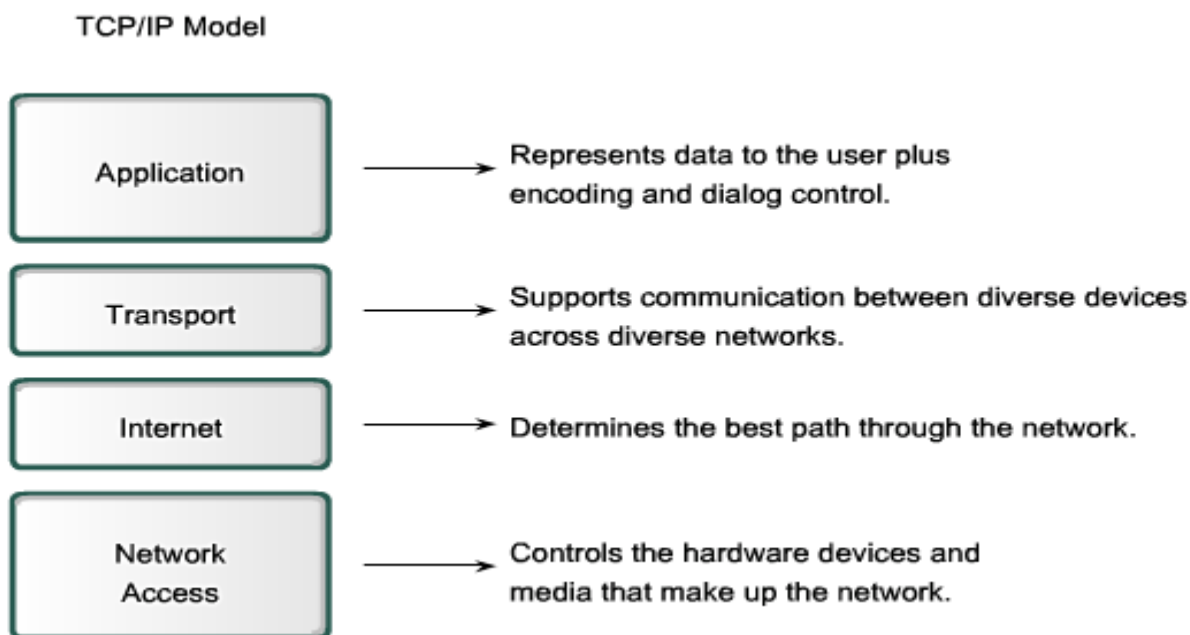 TCP/IP Model
Application
Represents data to the user plus
encoding and dialog control.
Transport
Supports communication between diverse devices
across diverse networks.
Internet
Determines the best path through the network.
Network
Access
Controls the hardware devices and
media that make up the network.